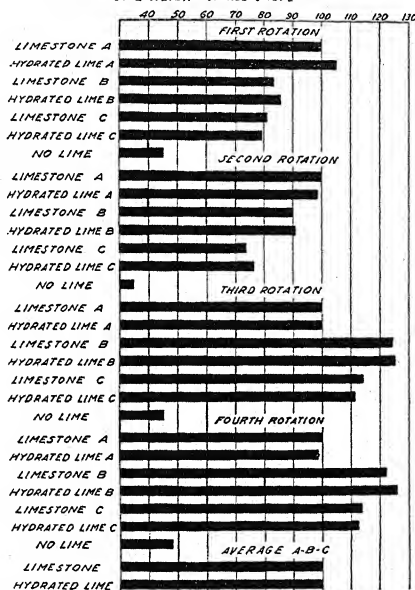 40 50 60 70 80 90 100 110 120 130
FIRST ROTATION
LIMESTONE A
HYDRATED LIME A
LIMESTONE B
HYDRATED LIME B
LIMESTONE C
HYDRATED LIME C
NO LIME
SECOND ROTATION
LIMESTONE A
HYDRATED LIME A
LIMESTONE B
HYDRATED LIME B
LIMESTONE C
HYDRATED LIME C
NO LIME
THIRD ROTATION
LIMESTONE A
HYDRATED LIME A
LIMESTONE B
HYDRATED LIME B
LIMESTONE C
HYDRATED LIME C
NO LIME
FOURTH ROTATION
LIMESTONE A
HYDRATED LIME A
LIMESTONE B
HYDRATED LIME B
LIMESTONE C
HYDRATED LIME C
NO LIME
AVERAGE A-B-C
LIMESTONE
HYDRATED LIME